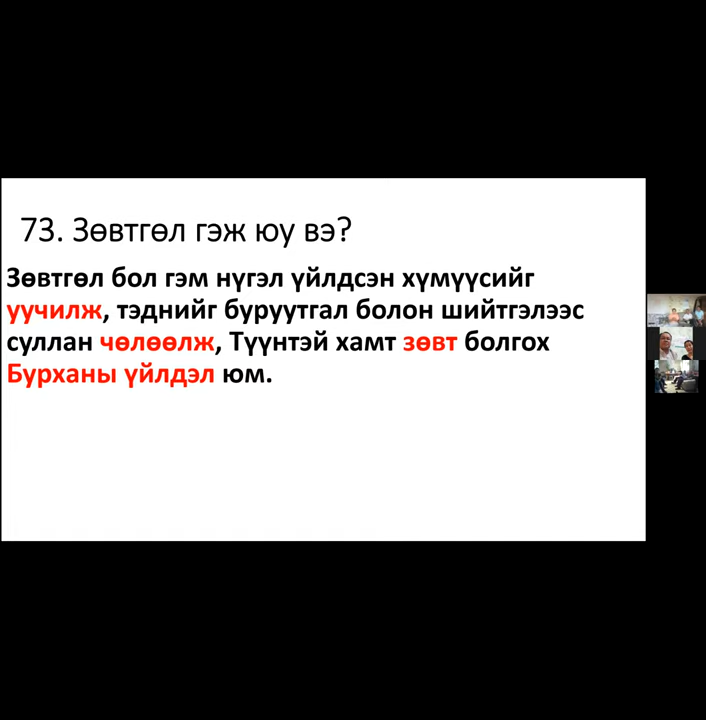 73. Зөвтгөл гэж юу вэ?
Зөвтгөл бол гэм нүгэл үйлдсэн хүмүүсийг
уучилж, тэднийг буруутгал болон шийтгэлээс
суллан чөлөөлж, Түүнтэй хамт зөвт болгох
Бурханы үйлдэл юм.